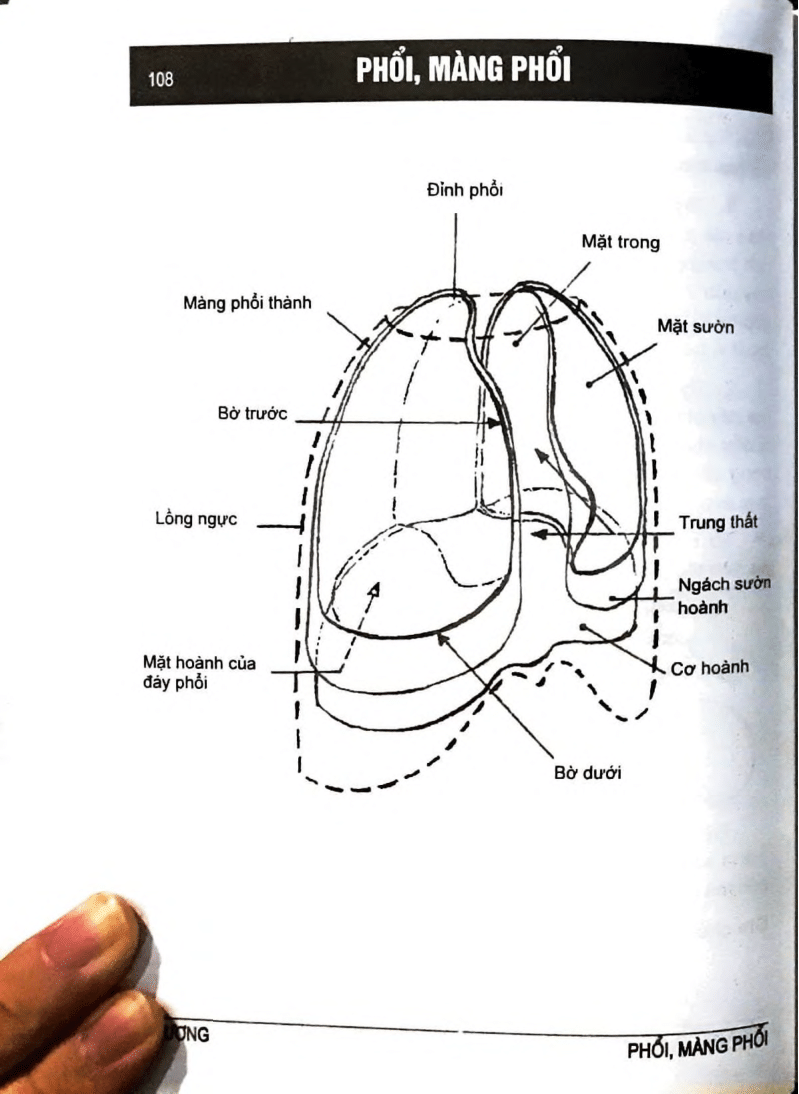 108
PHỔI, MÀNG PHỔI
Đỉnh phổi
Mặt trong
Màng phổi thành
Mặt sườn
Bờ trước
Lồng ngực
Trung thất
Ngách sườn
hoành
Mặt hoành của
đáy phổi
Cơ hoành
Bờ dưới
ƯƠNG
PHỔI, MÀNG PHỔI